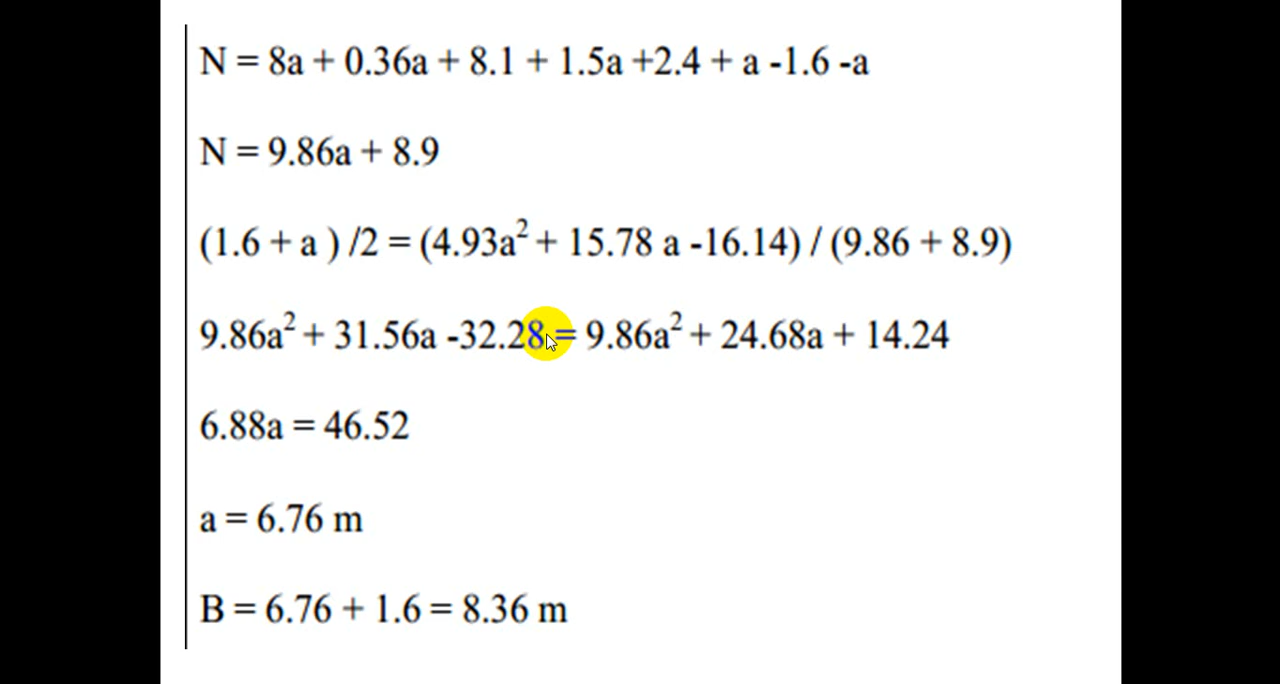 N = 8a + 0.36a + 8.1 + 1.5a +2.4 + a -1.6 -a
N = 9.86a + 8.9
(1.6 + a ) /2 = (4.93a² + 15.78 a -16.14) / (9.86 + 8.9)
9.86a² + 31.56a -32.28 = 9.86a² + 24.68a + 14.24
6.88a = 46.52
a = 6.76 m
B = 6.76 + 1.6 = 8.36 m